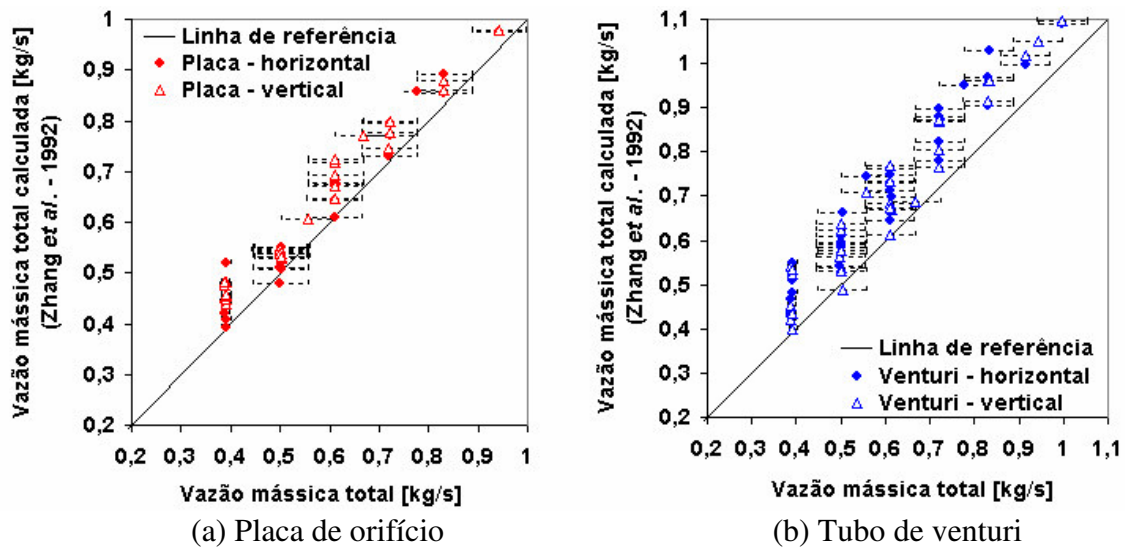 Vazão mássica total calculada [kg/s]
(Zhang et al. - 1992)
1
0,9
0,8
0,7
0,6
0,5
0,4
0,3
0,2
Linha de referência
Placa - horizontal
Placa - vertical
0,2 0,3 0,4 0,5 0,6 0,7 0,8 0,9 1
Vazão mássica total [kg/s]
(a) Placa de orifício
Vazão mássica total calculada [kg/s]
(Zhang et al. - 1992)
1,1
1
0,9
0,8
0,7
0,6
0,5
0,4
0,3
0,2
Linha de referência
Venturi - horizontal
Venturi - vertical
0,2 0,3 0,4 0,5 0,6 0,7 0,8 0,9 1 1,1
Vazão mássica total [kg/s]
(b) Tubo de venturi